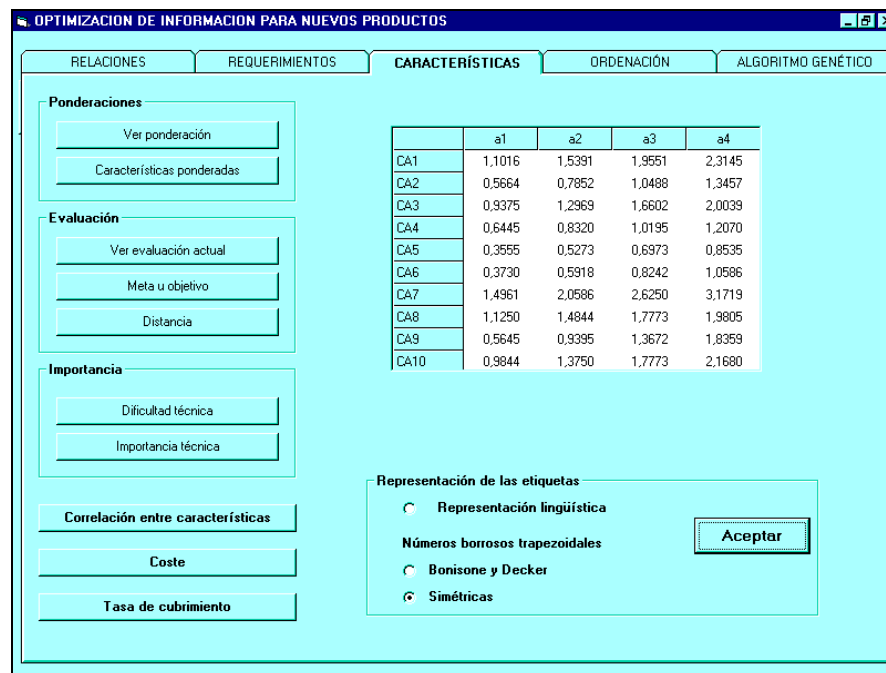 OPTIMIZACION DE INFORMACION PARA NUEVOS PRODUCTOS
RELACIONES REQUERIMIENTOS CARACTERÍSTICAS ORDENACIÓN ALGORITMO GENÉTICO
Ponderaciones
Ver ponderación
Características ponderadas
Evaluación
Ver evaluación actual
Meta u objetivo
Distancia
Importancia
Dificultad técnica
Importancia técnica
Correlación entre características
Coste
Tasa de cubrimiento
a1 a2 a3 a4
CA1 1,1016 1,5391 1,9551 2,3145
CA2 0,5664 0,7852 1,0488 1,3457
CA3 0,9375 1,2969 1,6602 2,0039
CA4 0,6445 0,8320 1,0195 1,2070
CA5 0,3555 0,5273 0,6973 0,8535
CA6 0,3730 0,5918 0,8242 1,0586
CA7 1,4961 2,0586 2,6250 3,1719
CA8 1,1250 1,4844 1,7773 1,9805
CA9 0,5645 0,9395 1,3672 1,8359
CA10 0,9844 1,3750 1,7773 2,1680
Representación de las etiquetas
Representación lingüística
Números borrosos trapezoidales
Bonisone y Decker
Simétricas
Aceptar